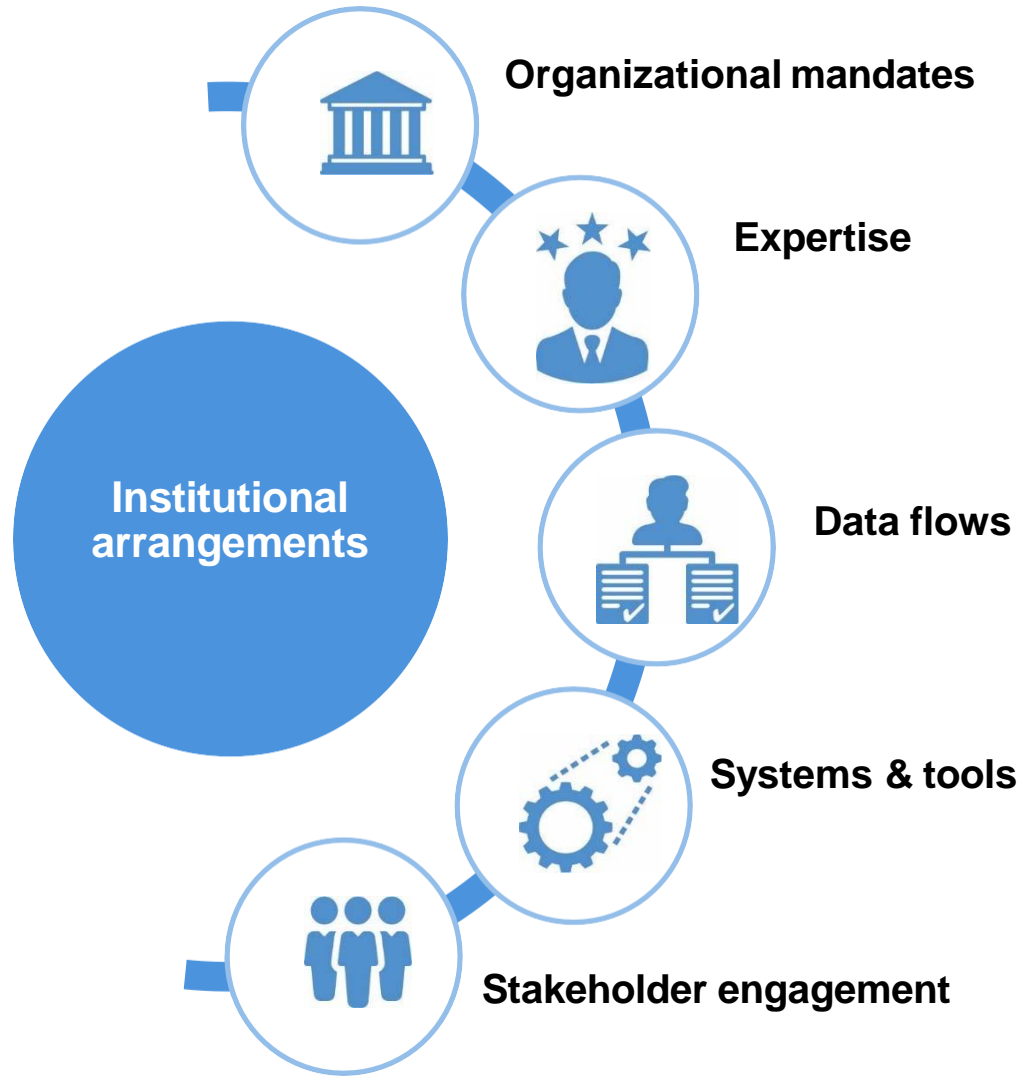 Organizational mandates
Expertise
Institutional
arrangements
Data flows
Systems & tools
Stakeholder engagement